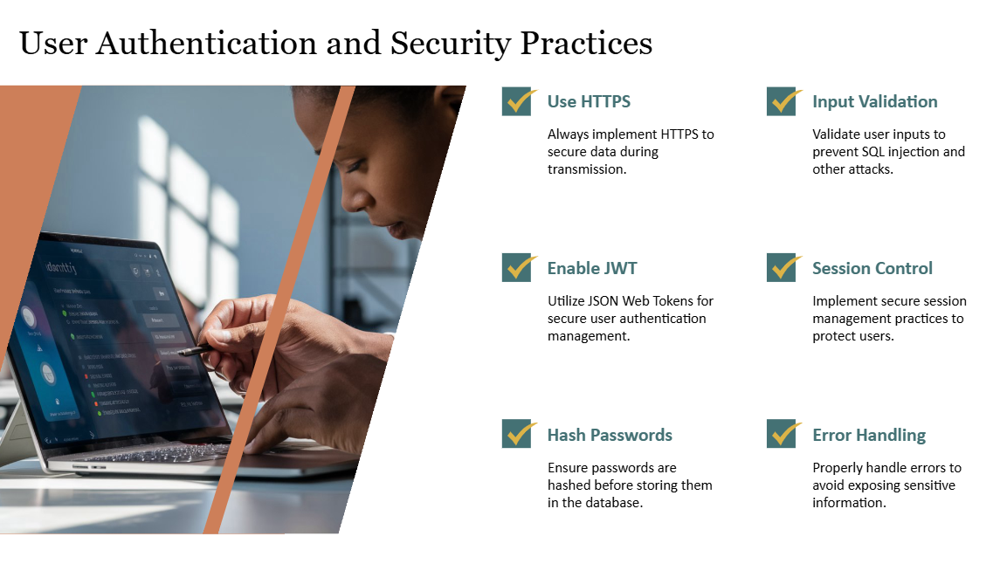 User Authentication and Security Practices
Use HTTPS
Always implement HTTPS to
secure data during
transmission.
Input Validation
Validate user inputs to
prevent SQL injection and
other attacks.
Enable JWT
Utilize JSON Web Tokens for
secure user authentication
management.
Session Control
Implement secure session
management practices to
protect users.
Hash Passwords
Ensure passwords are
hashed before storing them
in the database.
Error Handling
Properly handle errors to
avoid exposing sensitive
information.